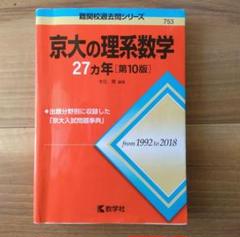 難関校過去問シリーズ
753
京大の理系数学
27カ年[第10版]
編著
●出題分野別に収録した
「京大入試問題事典」
from 1992 to 2018
教学社